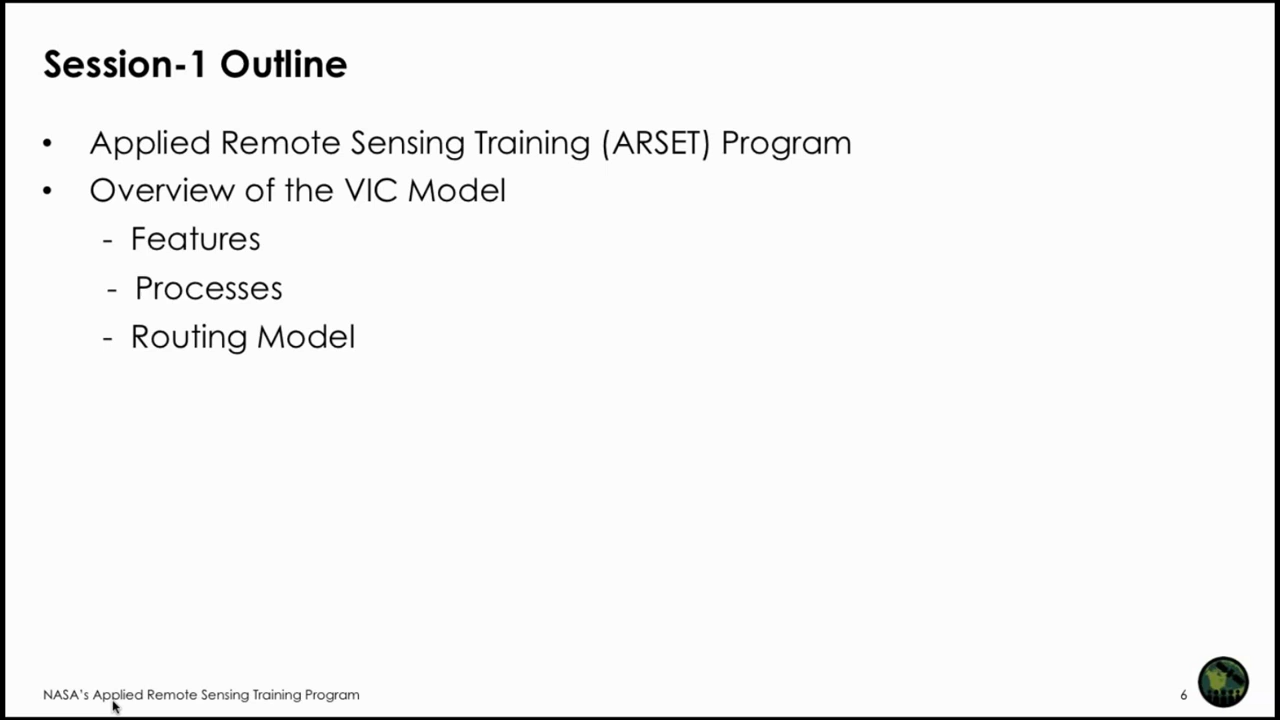 Session-1 Outline
• Applied Remote Sensing Training (ARSET) Program
• Overview of the VIC Model
- Features
- Processes
- Routing Model
NASA's Applied Remote Sensing Training Program
6